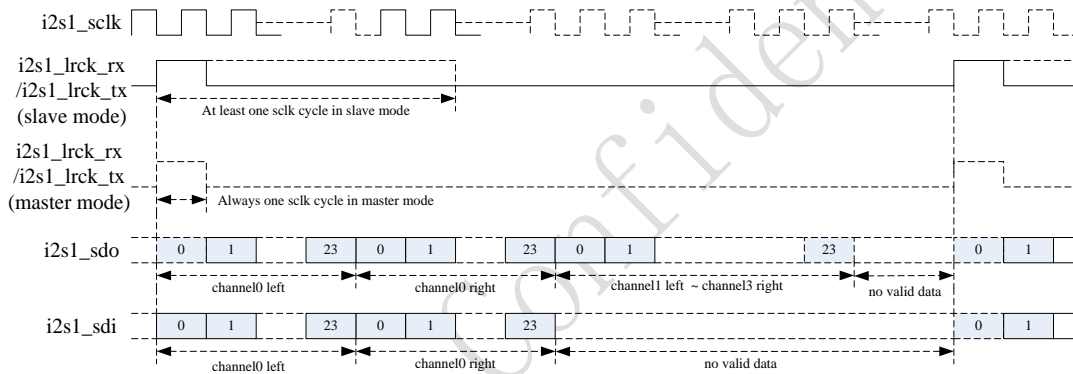 i2s1_sclk
i2s1_lrck_rx
/i2s1_lrck_tx
(slave mode)
At least one sclk cycle in slave mode
i2s1_lrck_rx
/i2s1_lrck_tx
(master mode)
Always one sclk cycle in master mode
i2s1_sdo 0 1 23 0 1 23 0 1 23 0 1
channel0 left channel0 right channel1 left ~ channel3 right no valid data
i2s1_sdi 0 1 23 0 1 23 0 1
channel0 left channel0 right no valid data
Confiden